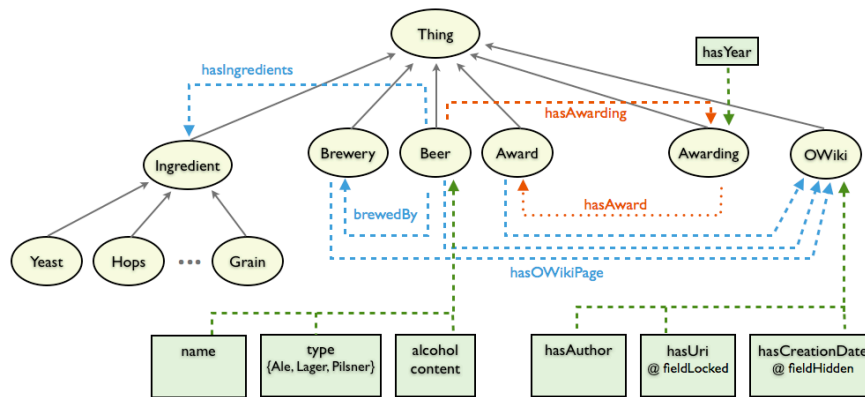 Thing
hasYear
hasIngredients
hasAwarding
Brewery
Beer
Award
Awarding
OWiki
Ingredient
brewedBy
hasAward
Yeast
Hops
Grain
hasOWikiPage
name
type
{Ale, Lager, Pilsner}
alcohol
content
hasAuthor
hasUri
@ fieldLocked
hasCreationDate
@ fieldHidden